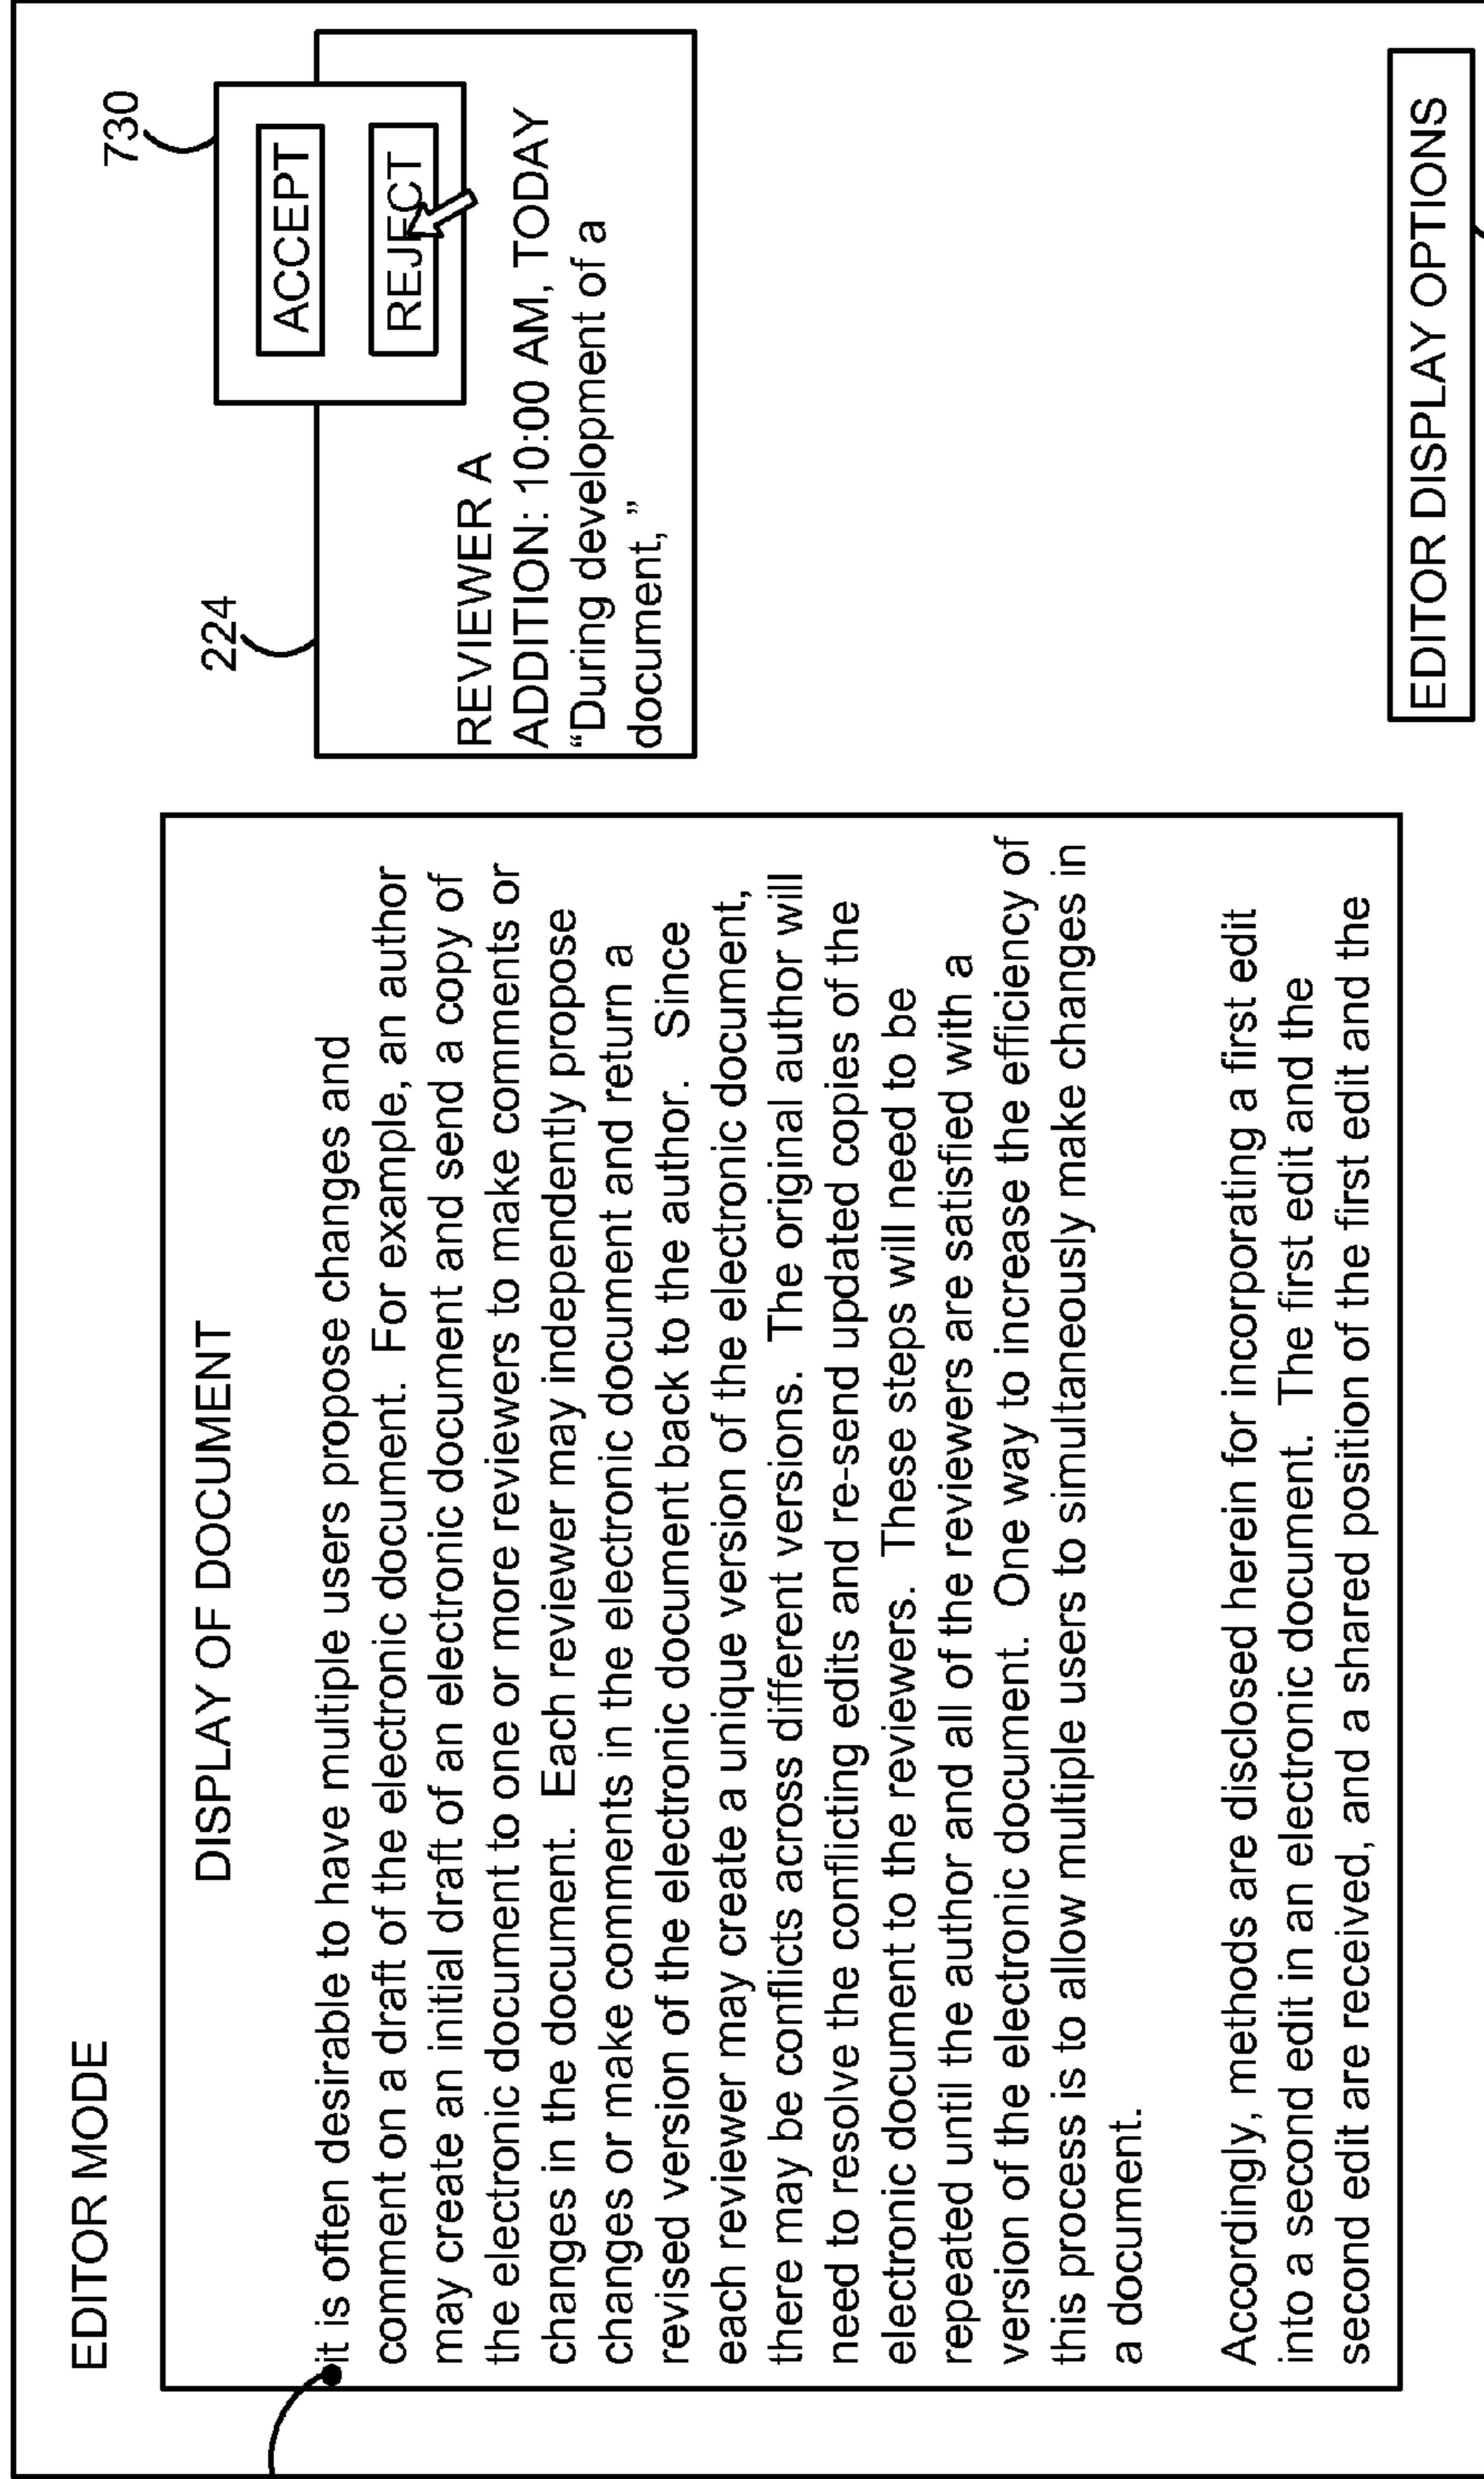 EDITOR MODE
DISPLAY OF DOCUMENT
it is often desirable to have multiple users propose changes and
comment on a draft of the electronic document.  For example, an author
may create an initial draft of an electronic document and send a copy of
the electronic document to one or more reviewers to make comments or
changes in the document.  Each reviewer may independently propose
changes or make comments in the electronic document and return a
revised version of the electronic document back to the author.  Since
each reviewer may create a unique version of the electronic document,
there may be conflicts across different versions.  The original author will
need to resolve the conflicting edits and re-send updated copies of the
electronic document to the reviewers.  These steps will need to be
repeated until the author and all of the reviewers are satisfied with a
version of the electronic document.  One way to increase the efficiency of
this process is to allow multiple users to simultaneously make changes in
a document.
Accordingly, methods are disclosed herein for incorporating a first edit
into a second edit in an electronic document.  The first edit and the
second edit are received, and a shared position of the first edit and the
730
224
ACCEPT
REJECT
REVIEWER A
ADDITION: 10:00 AM, TODAY
“During development of a
document, ”
EDITOR DISPLAY OPTIONS